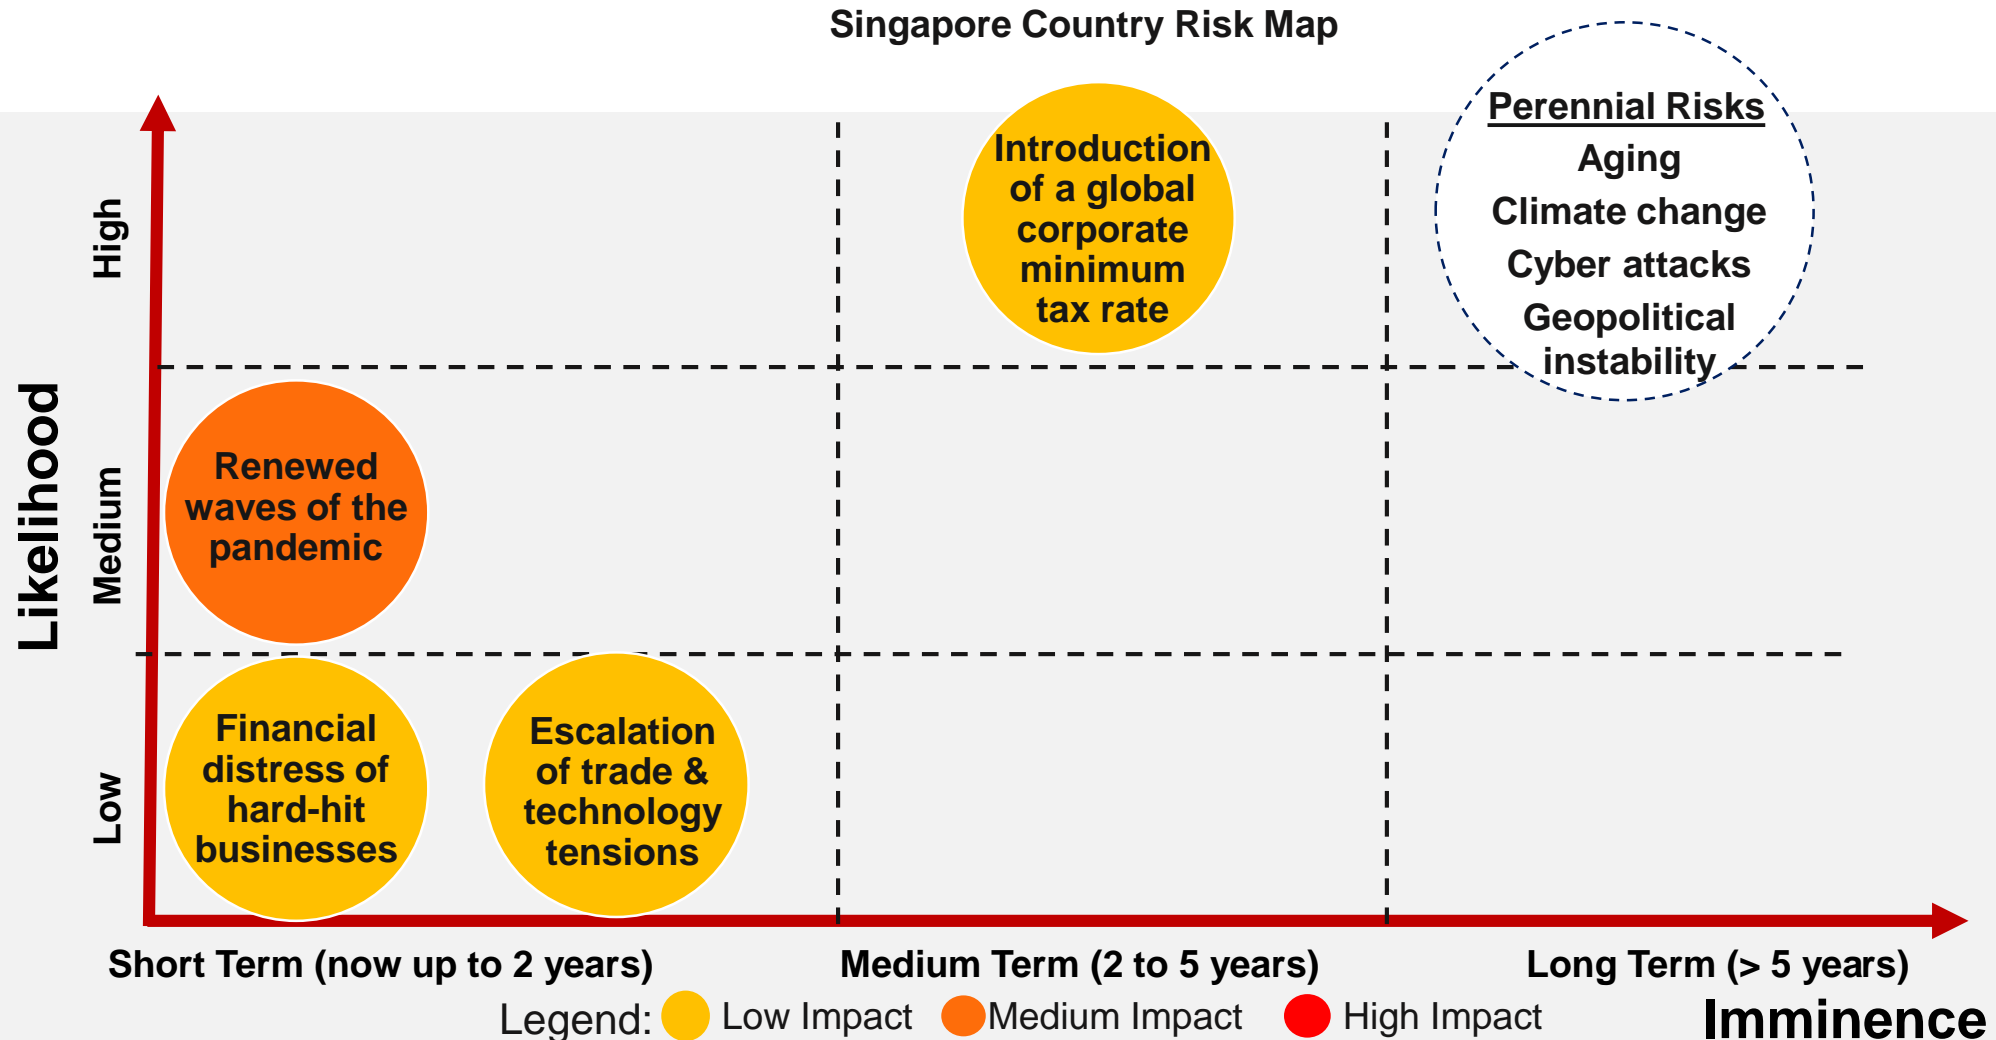 Singapore Country Risk Map
Perennial Risks
Aging
Climate change
Cyber attacks
Geopolitical
instability
Introduction
of a global
corporate
minimum
tax rate
High
Likelihood
Medium
Renewed
waves of the
pandemic
Low
Financial
distress of
hard-hit
businesses
Escalation
of trade &
technology
tensions
Short Term (now up to 2 years)
Medium Term (2 to 5 years)
Long Term (> 5 years)
Legend:
Low Impact
Medium Impact
High Impact
Imminence